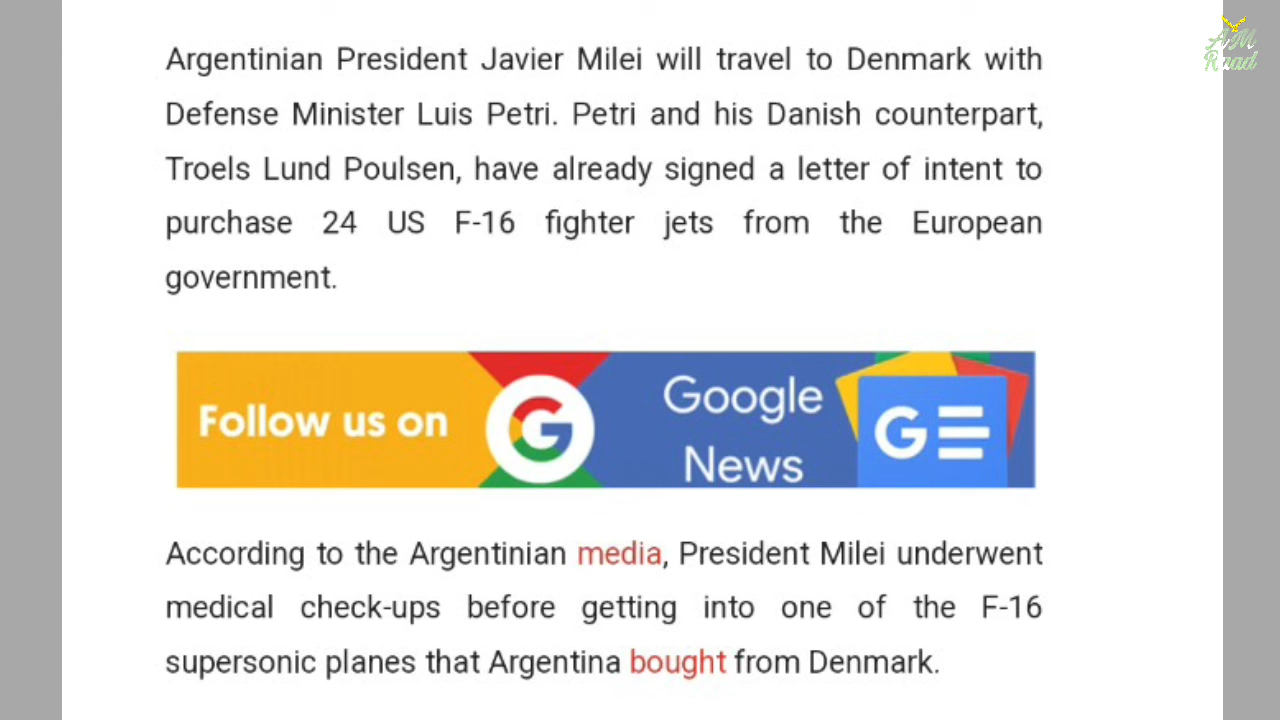 AM
Raad
Argentinian President Javier Milei will travel to Denmark with
Defense Minister Luis Petri. Petri and his Danish counterpart,
Troels Lund Poulsen, have already signed a letter of intent to
purchase 24 US F-16 fighter jets from the European
government.
Follow us on
G
Google
News
G
According to the Argentinian media, President Milei underwent
medical check-ups before getting into one of the F-16
supersonic planes that Argentina bought from Denmark.